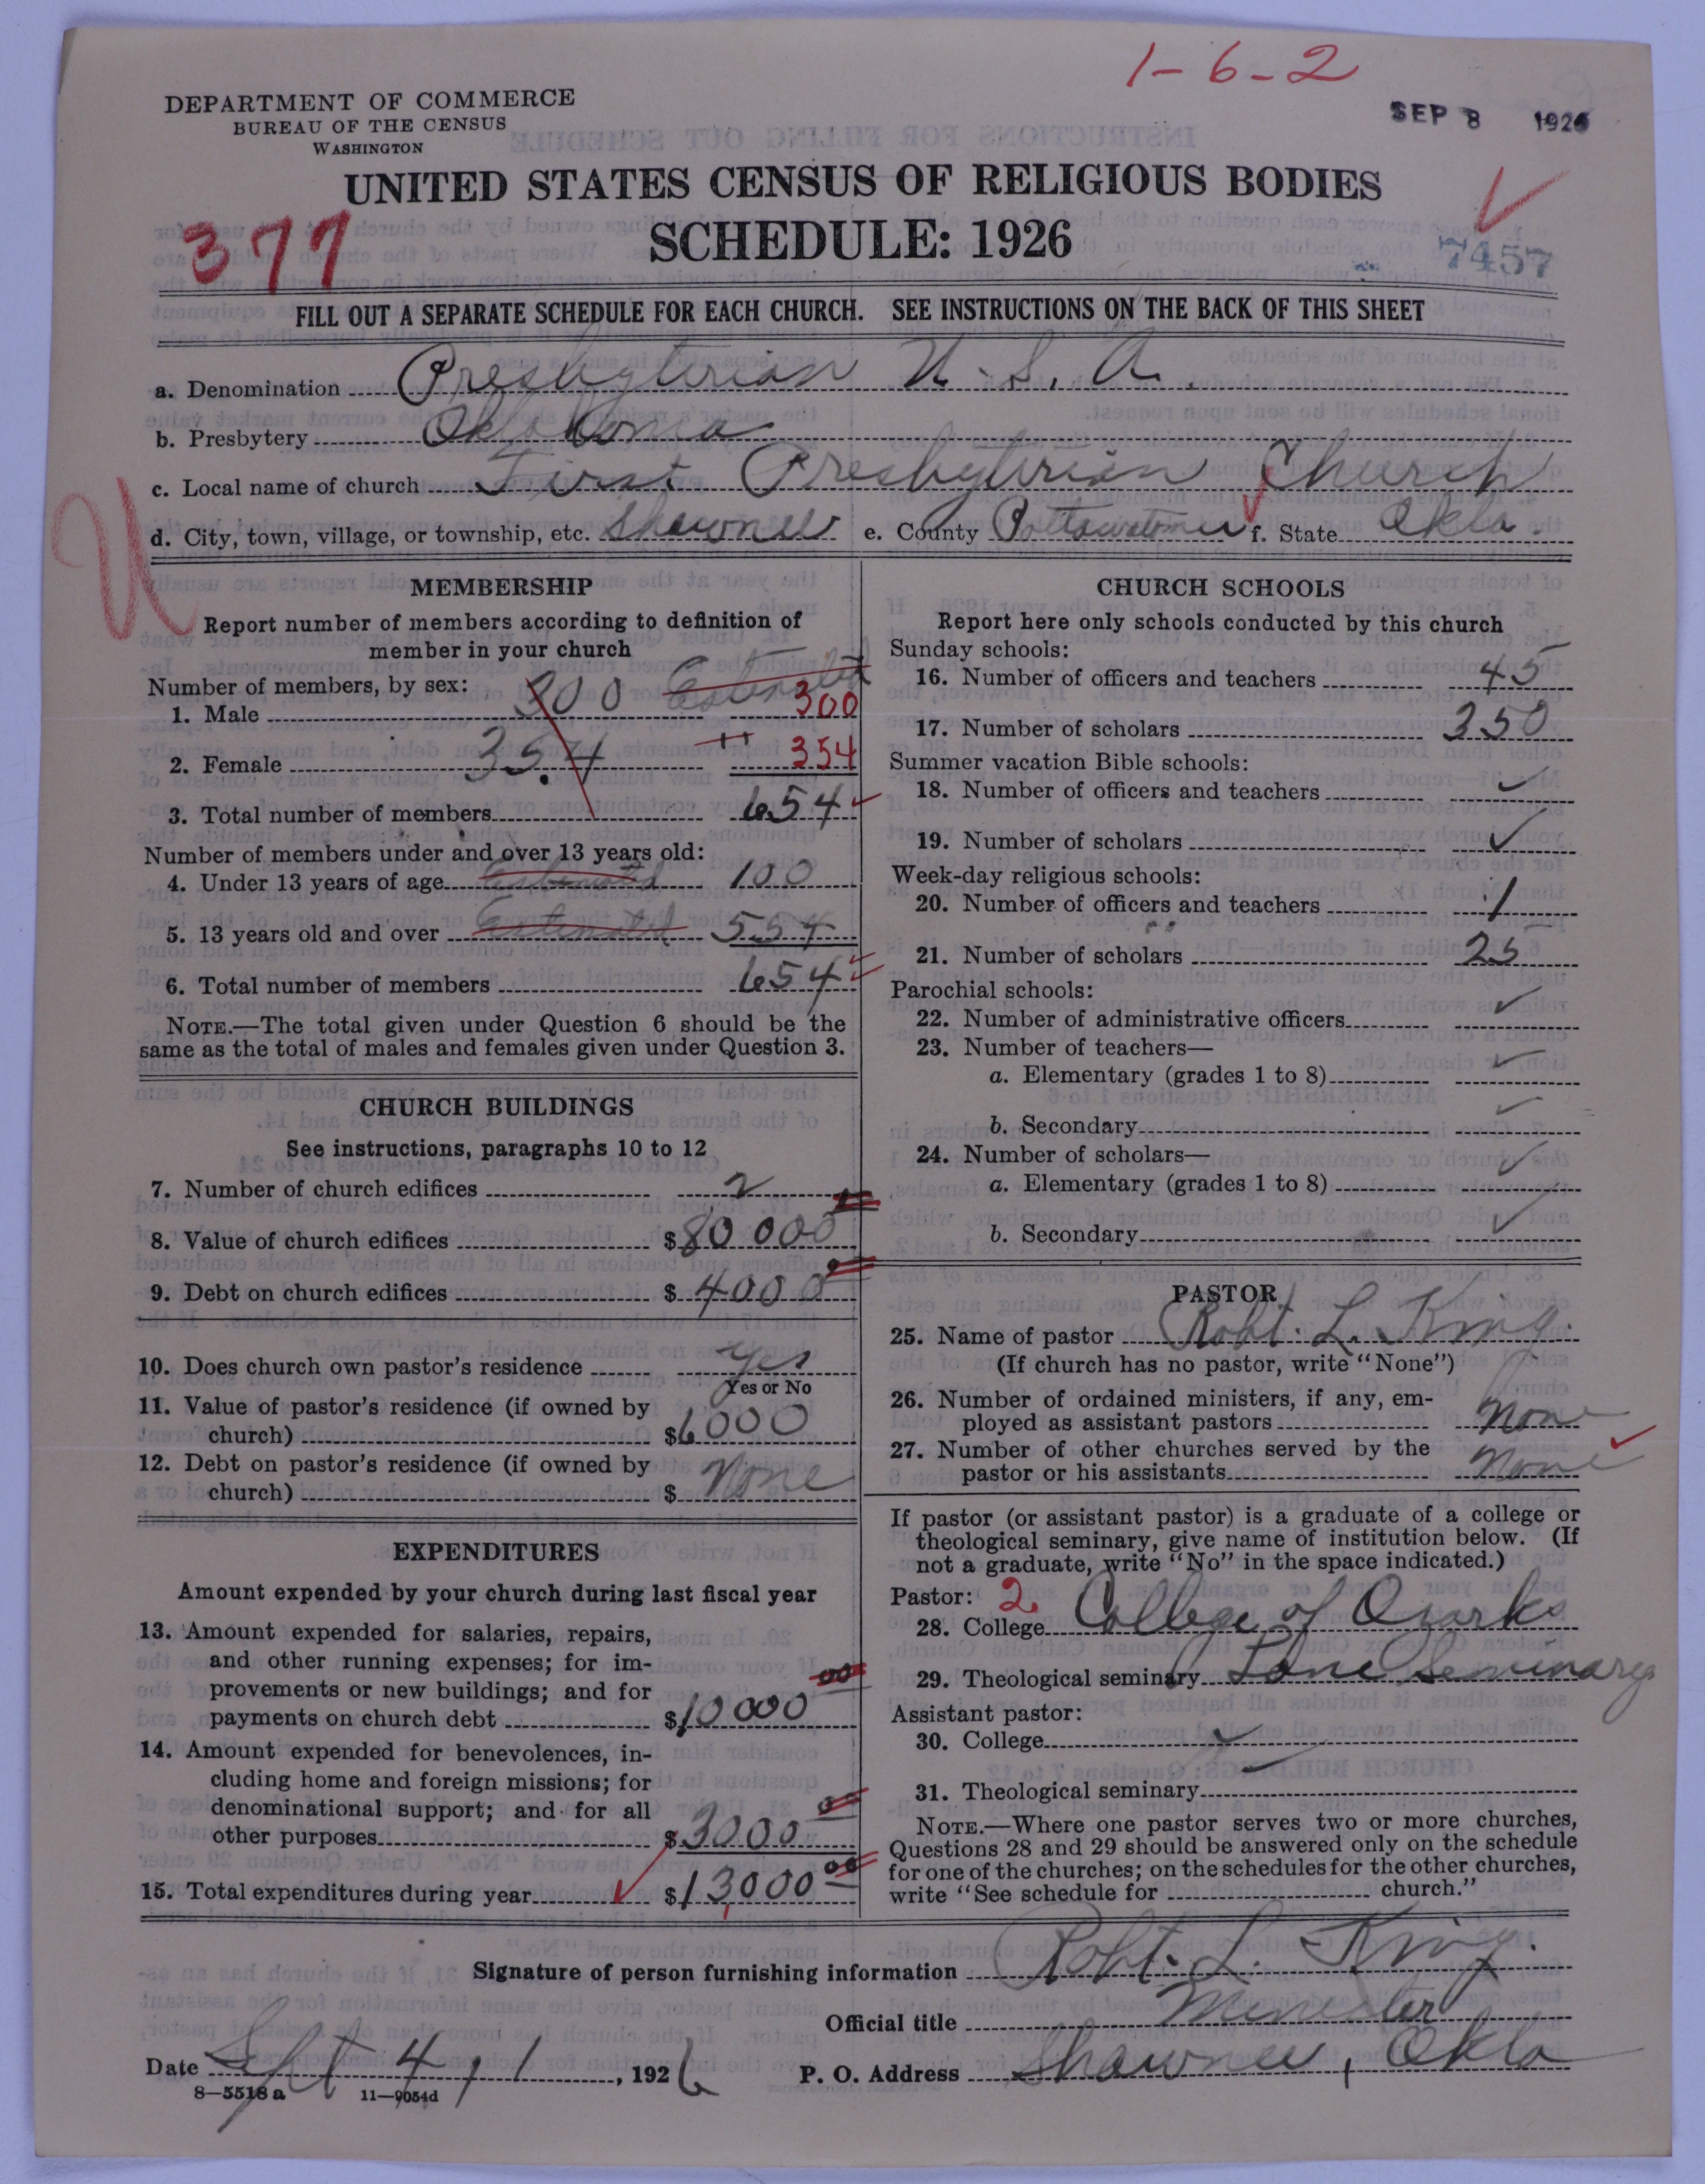 1-6-2
DEPARTMENT OF COMMERCE
BUREAU OF THE CENSUS
WASHINGTON
SEP 8 1926
UNITED STATES CENSUS OF RELIGIOUS BODIES
SCHEDULE: 1926
377
7457
FILL OUT A SEPARATE SCHEDULE FOR EACH CHURCH. SEE INSTRUCTIONS ON THE BACK OF THIS SHEET
a. Denomination Presbyterian U.S.A.
b. Presbytery Oklahoma
c. Local name of church First Presbyterian Church
d. City, town, village, or township, etc. Shawnee e. County Pottawatomie f. State Okla
MEMBERSHIP
Report number of members according to definition of
member in your church
Number of members, by sex:
1. Male 300 Estimated 300
2. Female 354 " 354
3. Total number of members 654
Number of members under and over 13 years old:
4. Under 13 years of age Estimated 100
5. 13 years old and over Estimated 554
6. Total number of members 654
NOTE.—The total given under Question 6 should be the
same as the total of males and females given under Question 3.
CHURCH BUILDINGS
See instructions, paragraphs 10 to 12
7. Number of church edifices 2
8. Value of church edifices $80 000
9. Debt on church edifices $4000
10. Does church own pastor's residence yes
Yes or No
11. Value of pastor's residence (if owned by
church) $6000
12. Debt on pastor's residence (if owned by
church) $ None
EXPENDITURES
Amount expended by your church during last fiscal year
13. Amount expended for salaries, repairs,
and other running expenses; for im-
provements or new buildings; and for
payments on church debt $10 000 00
14. Amount expended for benevolences, in-
cluding home and foreign missions; for
denominational support; and for all
other purposes $3000 00
15. Total expenditures during year $13,000 00
CHURCH SCHOOLS
Report here only schools conducted by this church
Sunday schools:
16. Number of officers and teachers 45
17. Number of scholars 350
Summer vacation Bible schools:
18. Number of officers and teachers
19. Number of scholars
Week-day religious schools:
20. Number of officers and teachers 1
21. Number of scholars 25
Parochial schools:
22. Number of administrative officers
23. Number of teachers—
a. Elementary (grades 1 to 8)
b. Secondary
24. Number of scholars—
a. Elementary (grades 1 to 8)
b. Secondary
PASTOR
25. Name of pastor Robt. L. King.
(If church has no pastor, write "None")
26. Number of ordained ministers, if any, em-
ployed as assistant pastors None
27. Number of other churches served by the
pastor or his assistants None
If pastor (or assistant pastor) is a graduate of a college or
theological seminary, give name of institution below. (If
not a graduate, write "No" in the space indicated.)
Pastor: 2
28. College College of Ozarks
29. Theological seminary Lane Seminary
Assistant pastor:
30. College
31. Theological seminary
NOTE.—Where one pastor serves two or more churches,
Questions 28 and 29 should be answered only on the schedule
for one of the churches; on the schedules for the other churches,
write "See schedule for church."
Signature of person furnishing information Robt. L. King.
Official title Minister
Date Sept 4, 1926 P. O. Address Shawnee, Okla
8—5518a 11—9054d